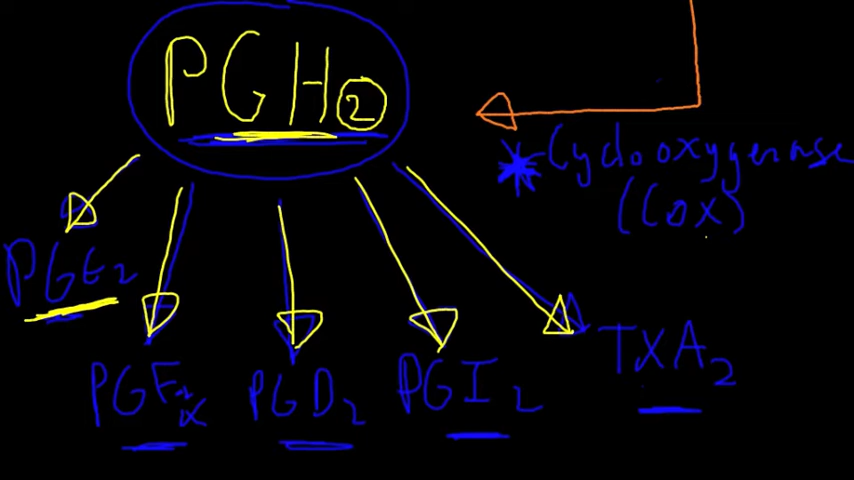 PGH2
*Cyclooxygenase
(COX)
PGE2
TXA2
PGF2α
PGD2
PGI2